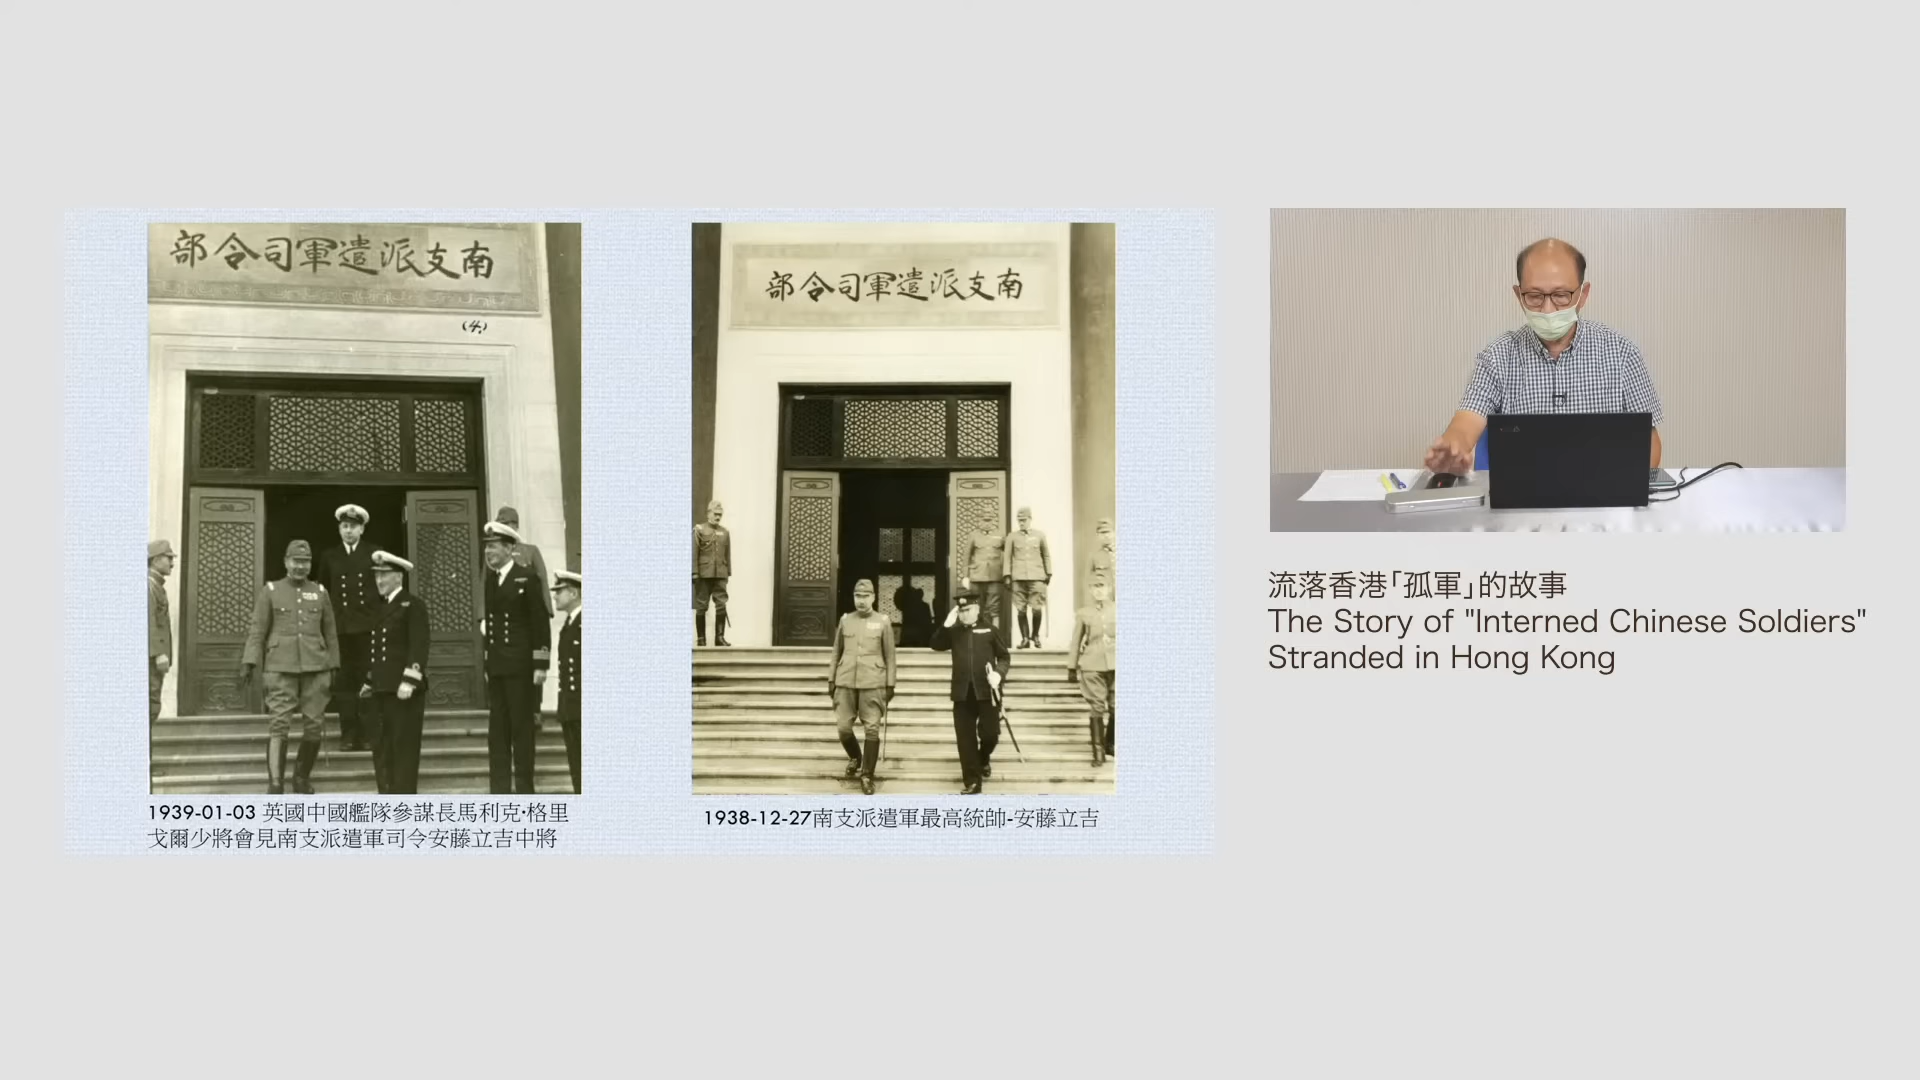 部令司軍遣派支南
(4)
1939-01-03 英國中國艦隊參謀長馬利克·格里
戈爾少將會見南支派遣軍司令安藤立吉中將
部令司軍遣派支南
1938-12-27南支派遣軍最高統帥-安藤立吉
流落香港「孤軍」的故事
The Story of "Interned Chinese Soldiers"
Stranded in Hong Kong